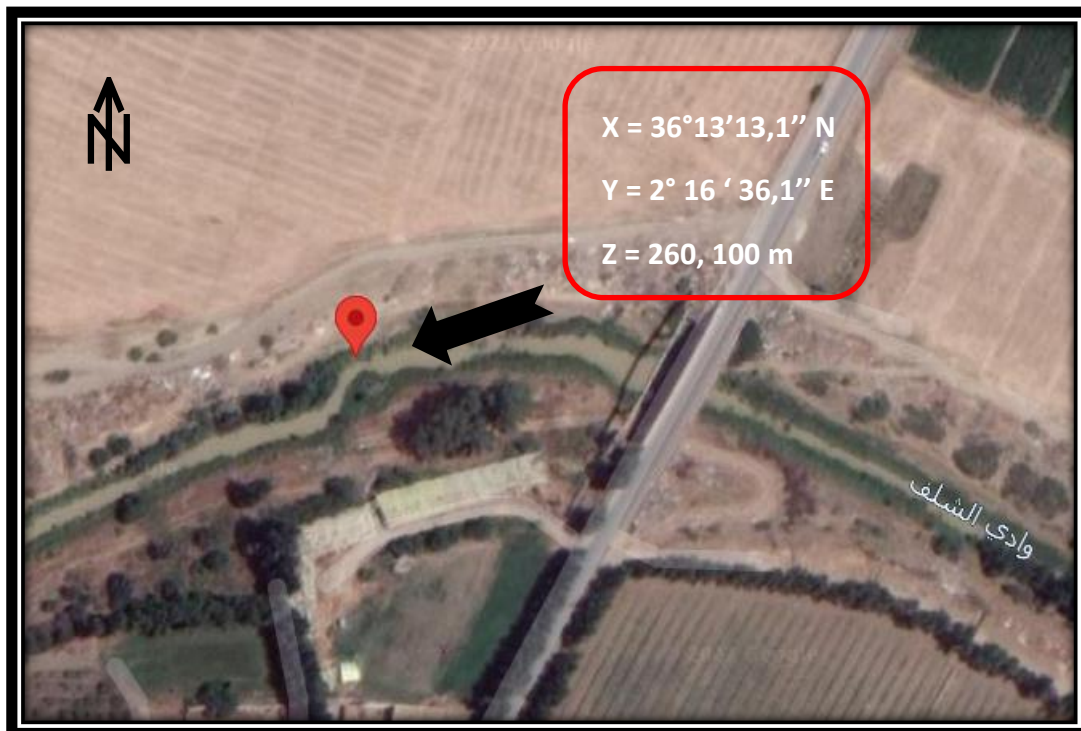 N
X = 36°13’13,1’’ N
Y = 2° 16 ‘ 36,1’’ E
Z = 260, 100 m
وادي الشلف